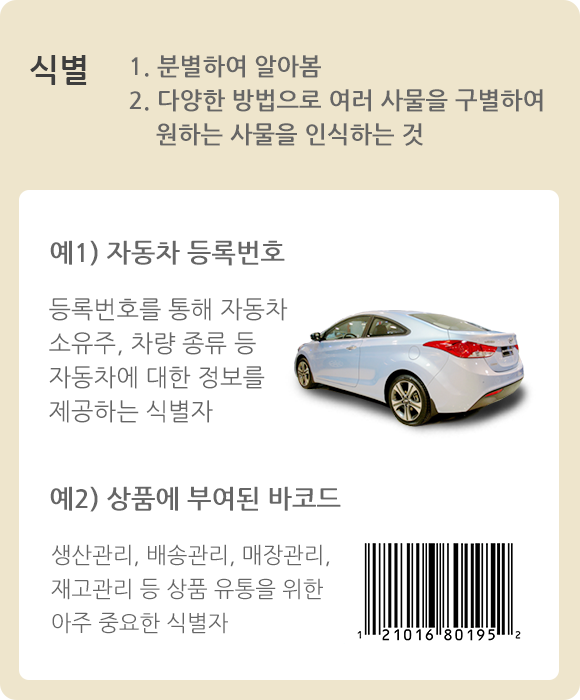 식별
1. 분별하여 알아봄
2. 다양한 방법으로 여러 사물을 구별하여
원하는 사물을 인식하는 것
예1) 자동차 등록번호
등록번호를 통해 자동차
소유주, 차량 종류 등
자동차에 대한 정보를
제공하는 식별자
예2) 상품에 부여된 바코드
생산관리, 배송관리, 매장관리,
재고관리 등 상품 유통을 위한
아주 중요한 식별자
1 21016 80195 2